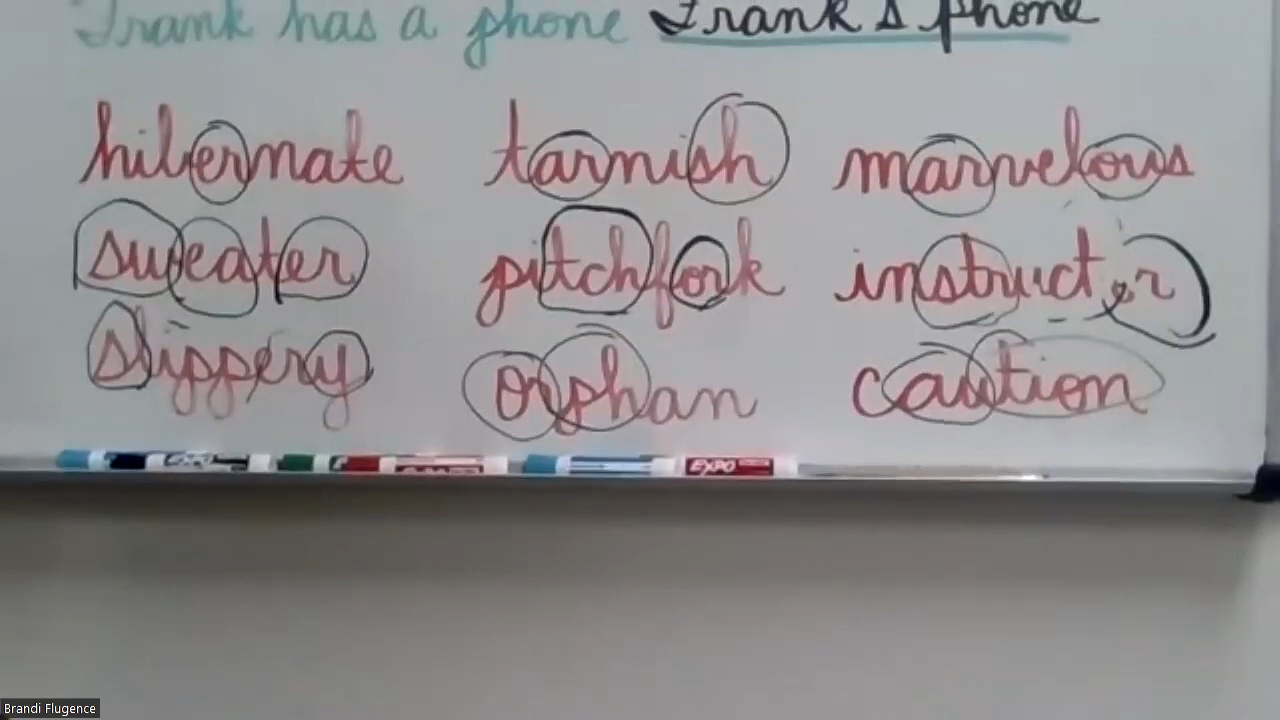 Frank has a phone Frank's phone
hibernate tarnish marvelous
sweater pitchfork instructor
slippery orphan caution
EXPO
Brandi Flugence